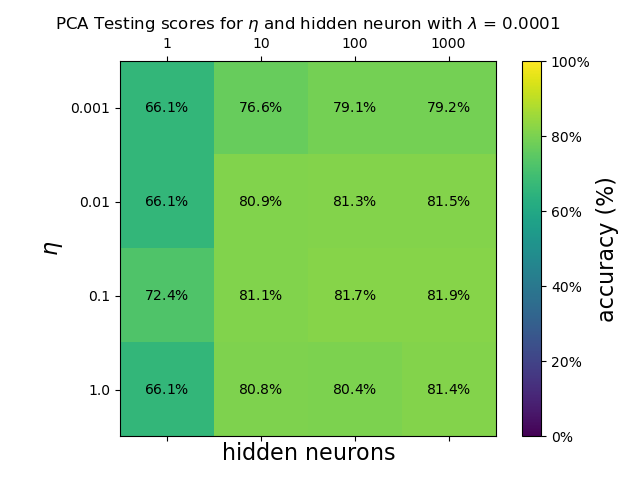 PCA Testing scores for η and hidden neuron with λ = 0.0001
1 10 100 1000
0.001 66.1% 76.6% 79.1% 79.2%
0.01 66.1% 80.9% 81.3% 81.5%
0.1 72.4% 81.1% 81.7% 81.9%
1.0 66.1% 80.8% 80.4% 81.4%
η
hidden neurons
100%
80%
60%
40%
20%
0%
accuracy (%)